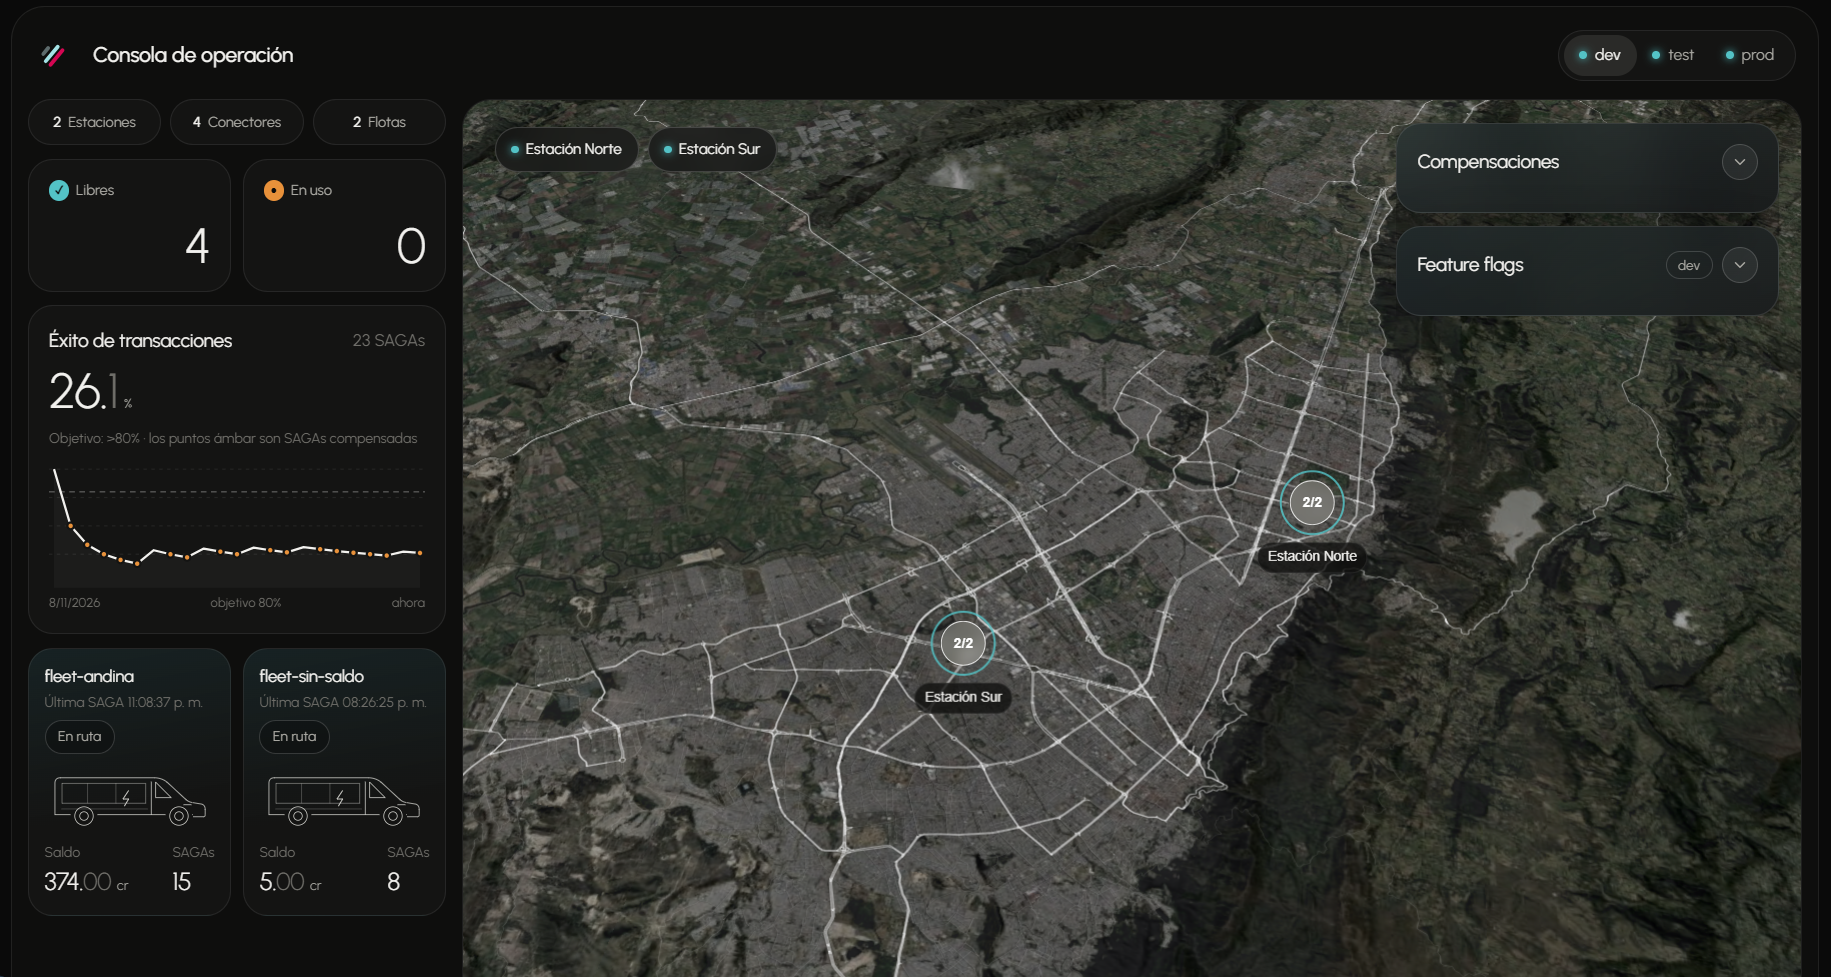 Consola de operación
dev
test
prod
2 Estaciones
4 Conectores
2 Flotas
Libres
4
En uso
0
Éxito de transacciones
23 SAGAs
26.1 %
Objetivo: >80% · los puntos ámbar son SAGAs compensadas
8/11/2026
objetivo 80%
ahora
fleet-andina
Última SAGA 11:08:37 p. m.
En ruta
Saldo
SAGAs
374.00 cr
15
fleet-sin-saldo
Última SAGA 08:26:25 p. m.
En ruta
Saldo
SAGAs
5.00 cr
8
Estación Norte
Estación Sur
Compensaciones
Feature flags
dev
2/2
Estación Norte
2/2
Estación Sur